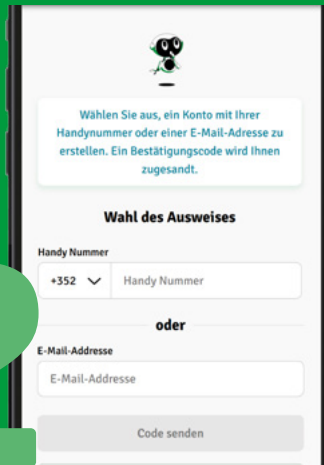 Wählen Sie aus, ein Konto mit Ihrer
Handynummer oder einer E-Mail-Adresse zu
erstellen. Ein Bestätigungscode wird Ihnen
zugesandt.
Wahl des Ausweises
Handy Nummer
+352 Handy Nummer
oder
E-Mail-Addresse
E-Mail-Addresse
Code senden